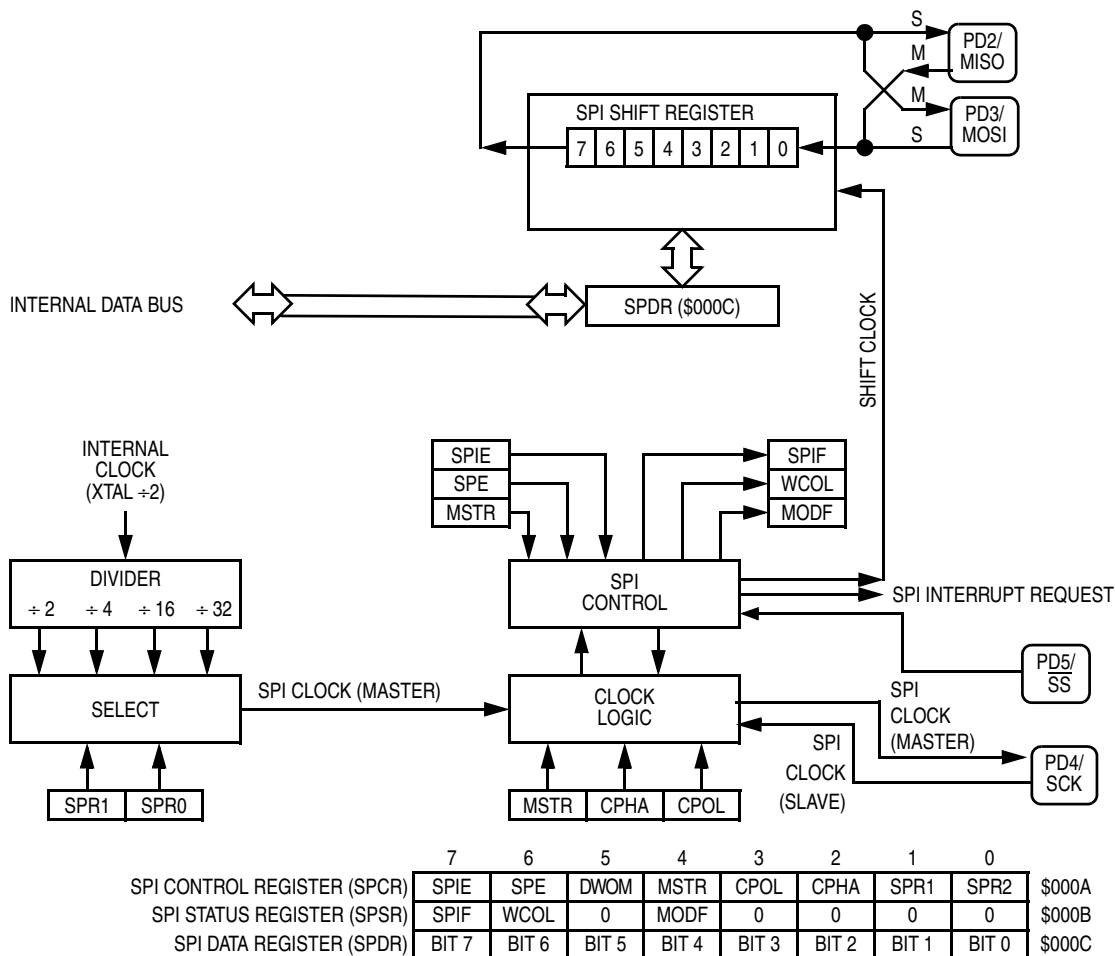 S
PD2/
MISO
M
M
PD3/
MOSI
S
SPI SHIFT REGISTER
7 6 5 4 3 2 1 0
INTERNAL DATA BUS
SPDR ($000C)
SHIFT CLOCK
INTERNAL
CLOCK
(XTAL ÷2)
SPIE
SPE
MSTR
SPIF
WCOL
MODF
DIVIDER
÷ 2 ÷ 4 ÷ 16 ÷ 32
SPI
CONTROL
SPI INTERRUPT REQUEST
PD5/
SS
SELECT
SPI CLOCK (MASTER)
CLOCK
LOGIC
SPI
CLOCK
(MASTER)
SPI
CLOCK
(SLAVE)
PD4/
SCK
SPR1 SPR0
MSTR CPHA CPOL
7 6 5 4 3 2 1 0
SPI CONTROL REGISTER (SPCR) SPIE SPE DWOM MSTR CPOL CPHA SPR1 SPR2 $000A
SPI STATUS REGISTER (SPSR) SPIF WCOL 0 MODF 0 0 0 0 $000B
SPI DATA REGISTER (SPDR) BIT 7 BIT 6 BIT 5 BIT 4 BIT 3 BIT 2 BIT 1 BIT 0 $000C